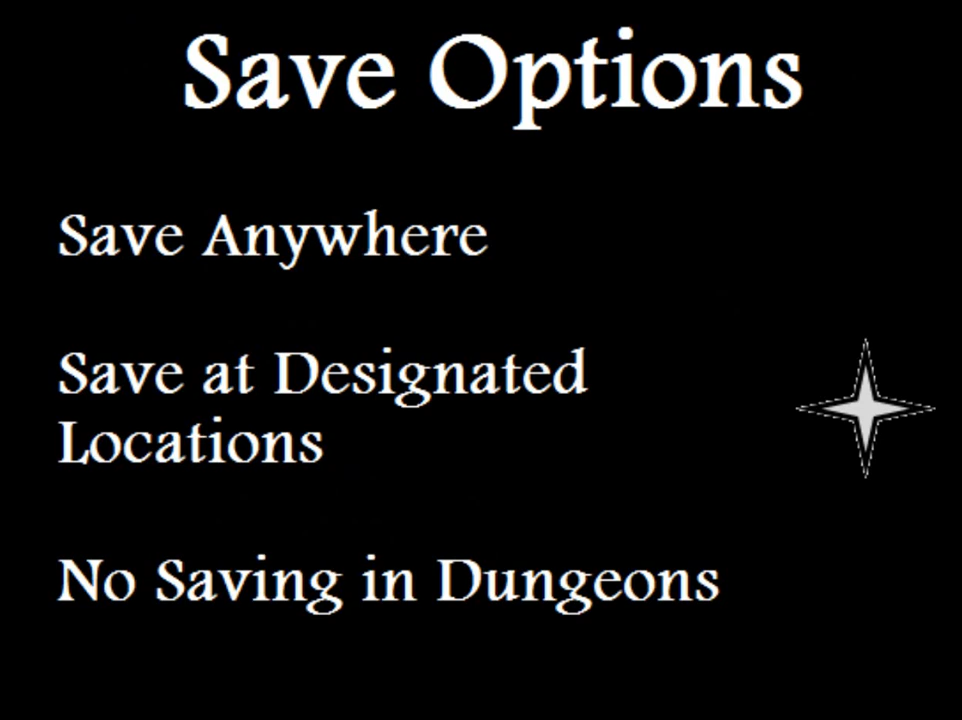 Save Options
Save Anywhere
Save at Designated
Locations
No Saving in Dungeons